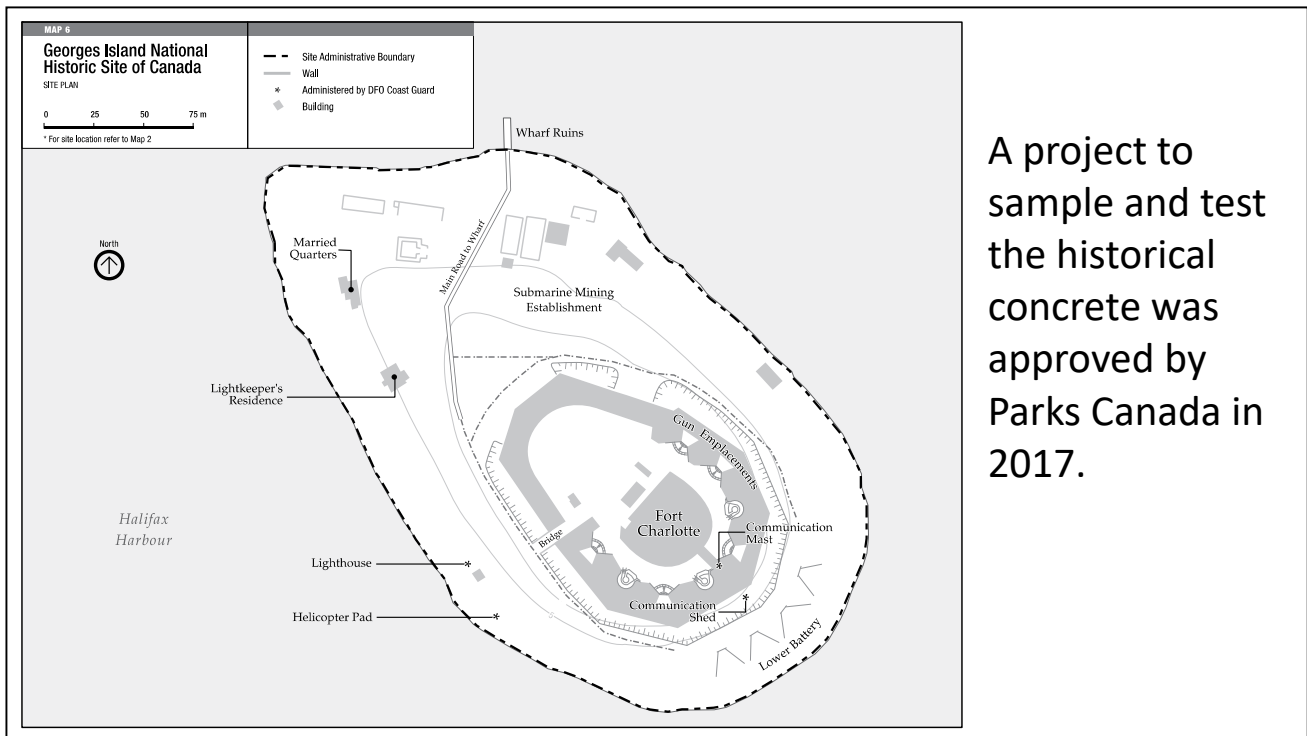 MAP 6
Georges Island National
Historic Site of Canada
SITE PLAN
0 25 50 75 m
* For site location refer to Map 2
Site Administrative Boundary
Wall
* Administered by DFO Coast Guard
Building
Wharf Ruins
North
Married
Quarters
Main Road to Wharf
Submarine Mining
Establishment
Lightkeeper's
Residence
Gun Emplacements
Halifax
Harbour
Fort
Charlotte
Communication
Mast
Bridge
Lighthouse
*
*
Helicopter Pad
*
Communication
Shed
*
Lower Battery
A project to
sample and test
the historical
concrete was
approved by
Parks Canada in
2017.